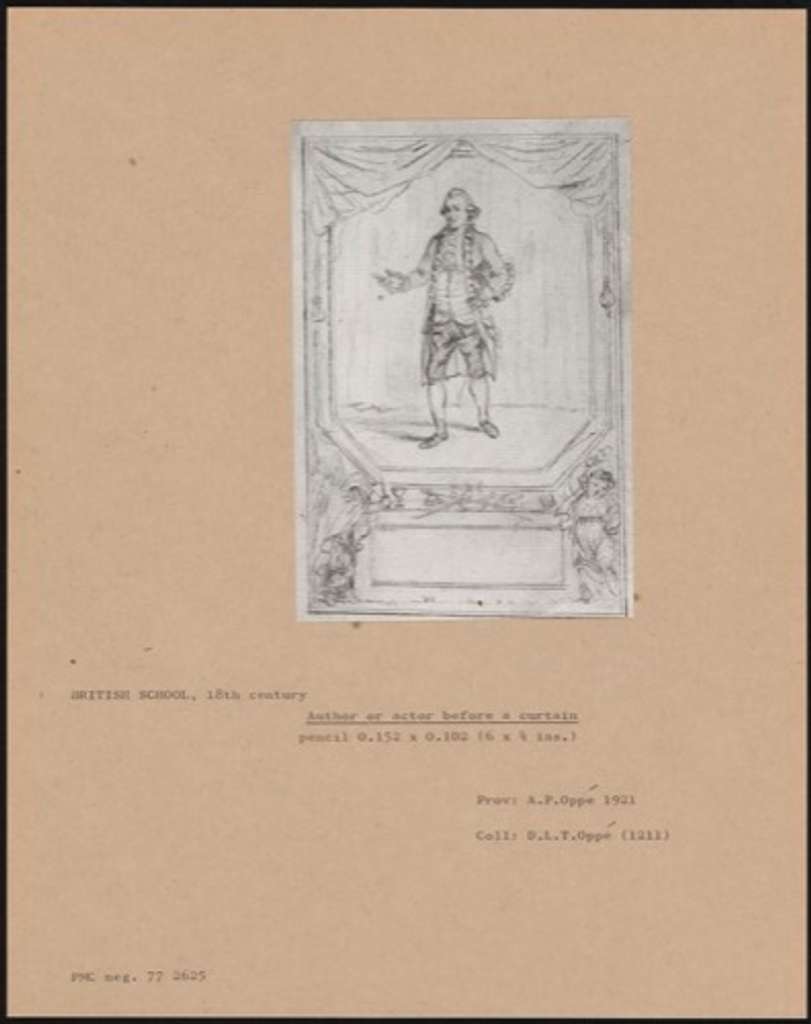 BRITISH SCHOOL, 18th century
Author or actor before a curtain
pencil 0.152 x 0.102 (6 x 4 ins.)
Prov: A.P.Oppé 1921
Coll: D.L.T.Oppé (1211)
PMC neg. 77 2625